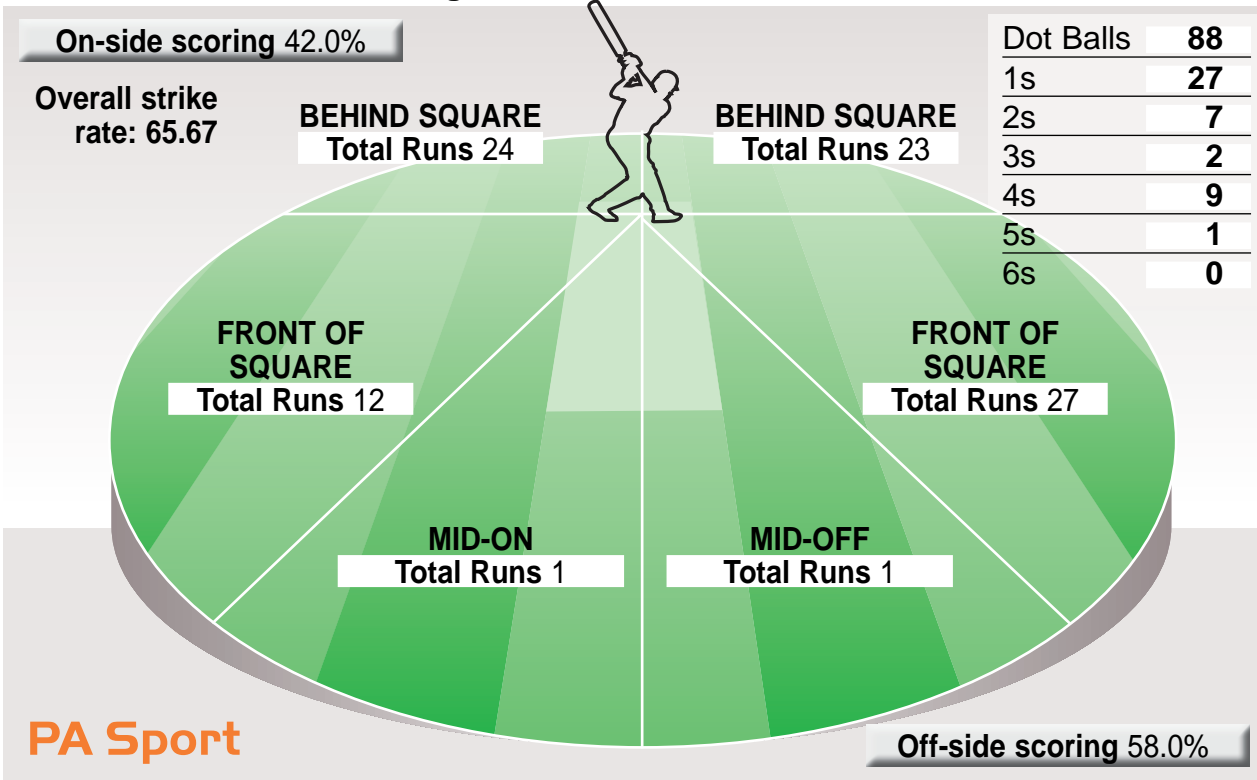 On-side scoring 42.0%
Overall strike
rate: 65.67
BEHIND SQUARE
Total Runs 24
BEHIND SQUARE
Total Runs 23
Dot Balls 88
1s 27
2s 7
3s 2
4s 9
5s 1
6s 0
FRONT OF
SQUARE
Total Runs 12
FRONT OF
SQUARE
Total Runs 27
MID-ON
Total Runs 1
MID-OFF
Total Runs 1
PA Sport
Off-side scoring 58.0%